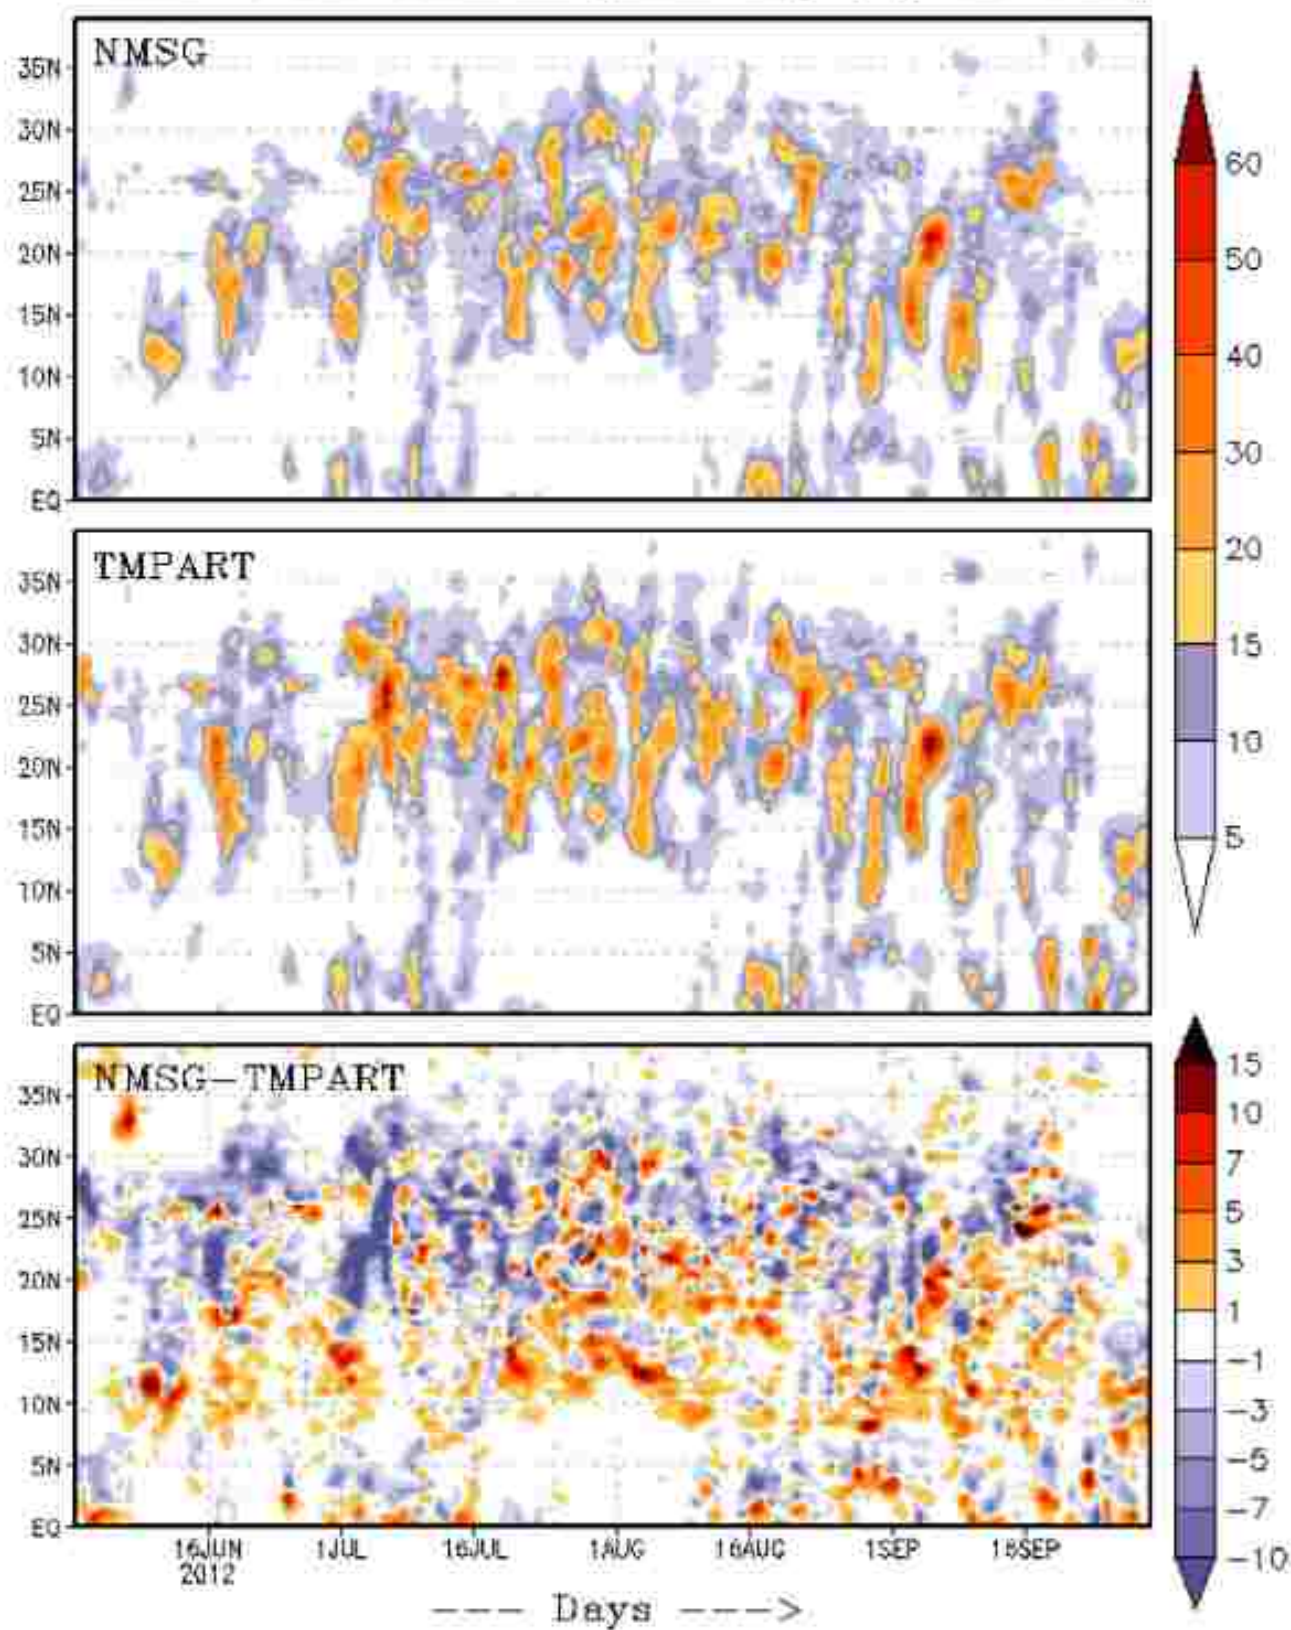 NMSG
35N
30N
25N
20N
15N
10N
5N
EQ
60
50
40
30
20
15
10
5
TMPART
35N
30N
25N
20N
15N
10N
5N
EQ
NMSG-TMPART
35N
30N
25N
20N
15N
10N
5N
EQ
15
10
7
5
3
1
-1
-3
-5
-7
-10
16JUN 1JUL 16JUL 1AUG 16AUG 1SEP 16SEP
2012
--- Days --->